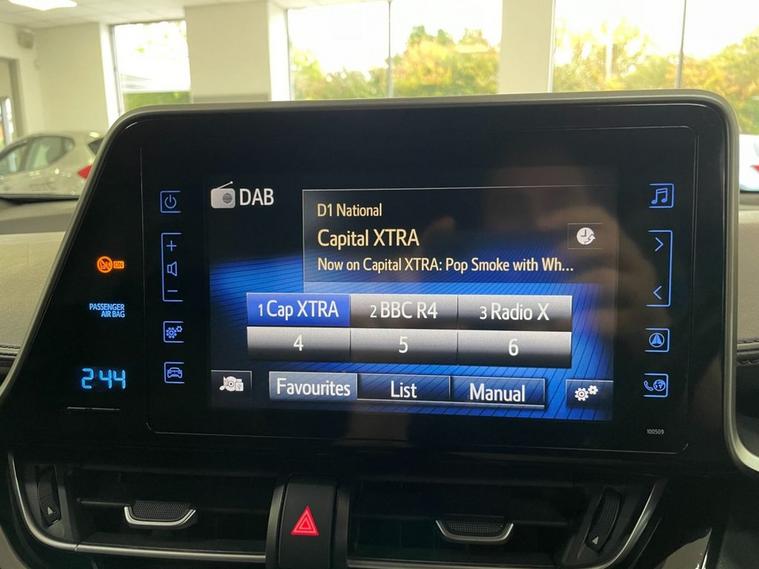 DAB
D1 National
Capital XTRA
Now on Capital XTRA: Pop Smoke with Wh...
1 Cap XTRA
2 BBC R4
3 Radio X
4
5
6
Favourites
List
Manual
+
-
ON
PASSENGER
AIR BAG
2:44
100509